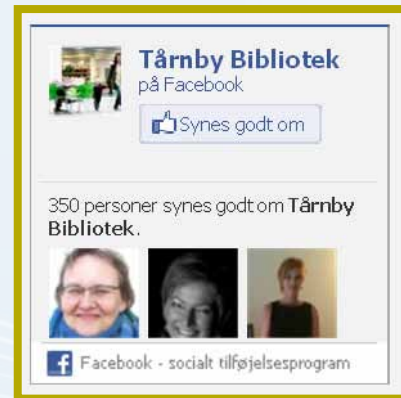 Tårnby Bibliotek
på Facebook
Synes godt om
350 personer synes godt om Tårnby
Bibliotek.
Facebook - socialt tilføjelsesprogram